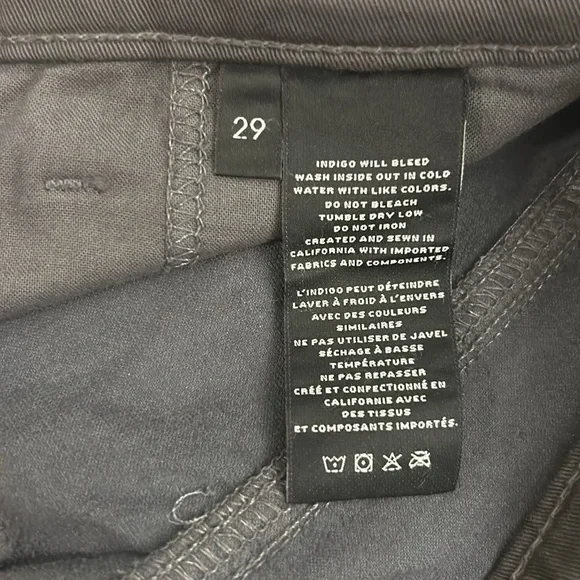 29
INDIGO WILL BLEED
WASH INSIDE OUT IN COLD
WATER WITH LIKE COLORS.
DO NOT BLEACH
TUMBLE DRY LOW
DO NOT IRON
CREATED AND SEWN IN
CALIFORNIA WITH IMPORTED
FABRICS AND COMPONENTS.
L'INDIGO PEUT DÉTEINDRE
LAVER À FROID À L'ENVERS
AVEC DES COULEURS
SIMILAIRES
NE PAS UTILISER DE JAVEL
SÉCHAGE À BASSE
TEMPÉRATURE
NE PAS REPASSER
CRÉÉ ET CONFECTIONNÉ EN
CALIFORNIE AVEC
DES TISSUS
ET COMPOSANTS IMPORTÉS.